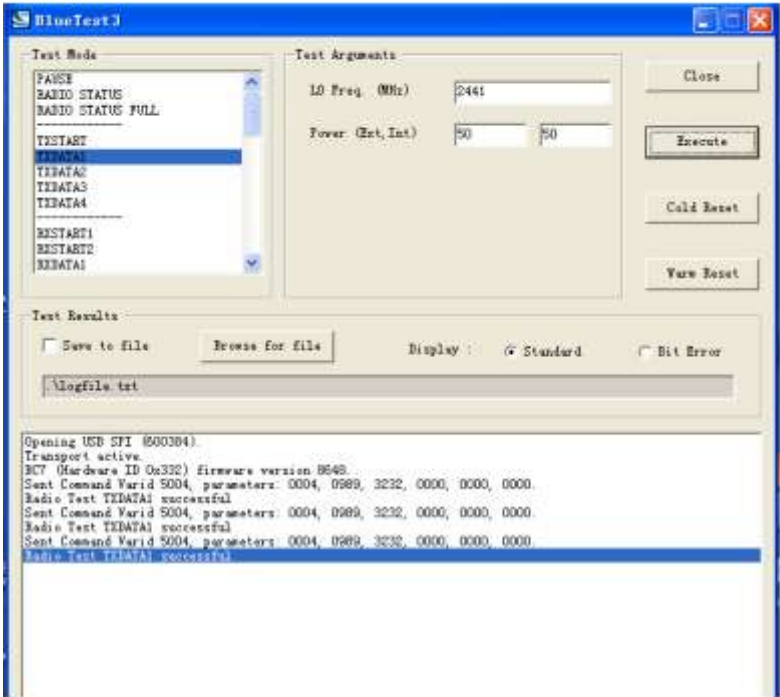 BlueTest3
Test Mode
PAUSE
RADIO STATUS
RADIO STATUS FULL
------------
TXSTART
TXDATA1
TXDATA2
TXDATA3
TXDATA4
------------
RXSTART1
RXSTART2
RXDATA1
Test Arguments
LO Freq. (MHz) 2441
Power (Ext, Int) 50 50
Close
Execute
Cold Reset
Warm Reset
Test Results
Save to file
Browse for file
Display :
Standard
Bit Error
.\logfile.txt
Opening USB SPI (600384).
Transport active.
BC7 (Hardware ID 0x332) firmware version 8648.
Sent Command Varid 5004, parameters: 0004, 0989, 3232, 0000, 0000, 0000.
Radio Test TXDATA1 successful
Sent Command Varid 5004, parameters: 0004, 0989, 3232, 0000, 0000, 0000.
Radio Test TXDATA1 successful
Sent Command Varid 5004, parameters: 0004, 0989, 3232, 0000, 0000, 0000.
Radio Test TXDATA1 successful